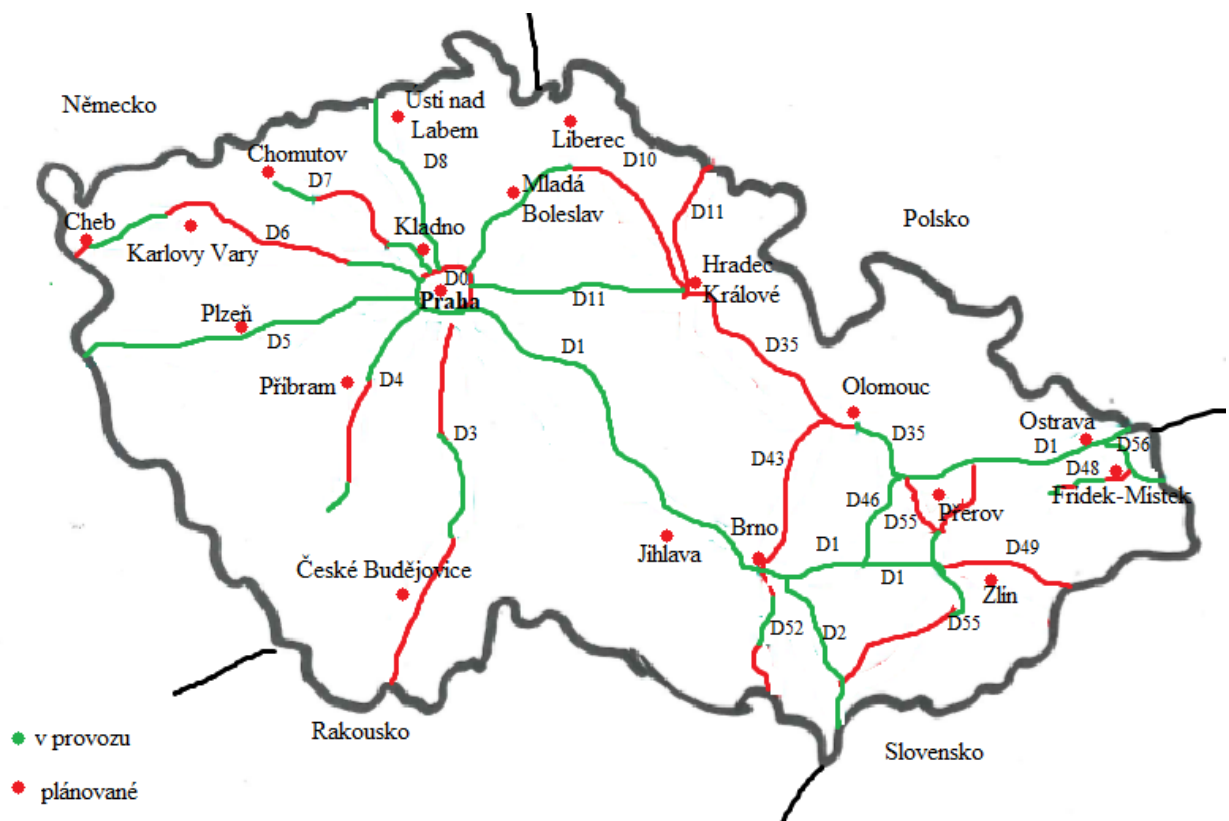 Německo
Ústí nad
Labem
Liberec
D10
Chomutov
D8
D7
Mladá
Boleslav
D11
Polsko
Cheb
Kladno
Karlovy Vary
D6
D0
Hradec
Králové
Praha
D11
Plzeň
D5
D1
D35
Příbram
D4
Olomouc
Ostrava
D3
D35
D1
D56
D43
D48
Frídek-Místek
D46
Přerov
D55
Brno
Jihlava
D1
D49
České Budějovice
D1
Zlín
D52
D2
D55
Rakousko
v provozu
Slovensko
plánované